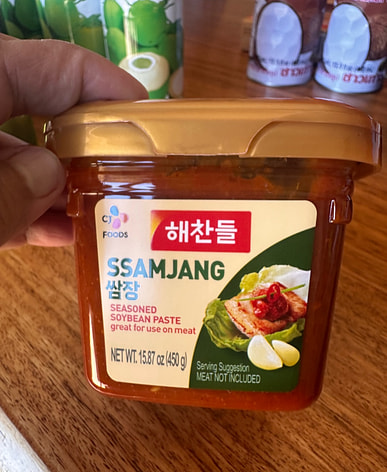 CJ
FOODS
해찬들
SSAMJANG
쌈장
SEASONED
SOYBEAN PASTE
great for use on meat
NET WT. 15.87 oz (450 g)
Serving Suggestion
MEAT NOT INCLUDED